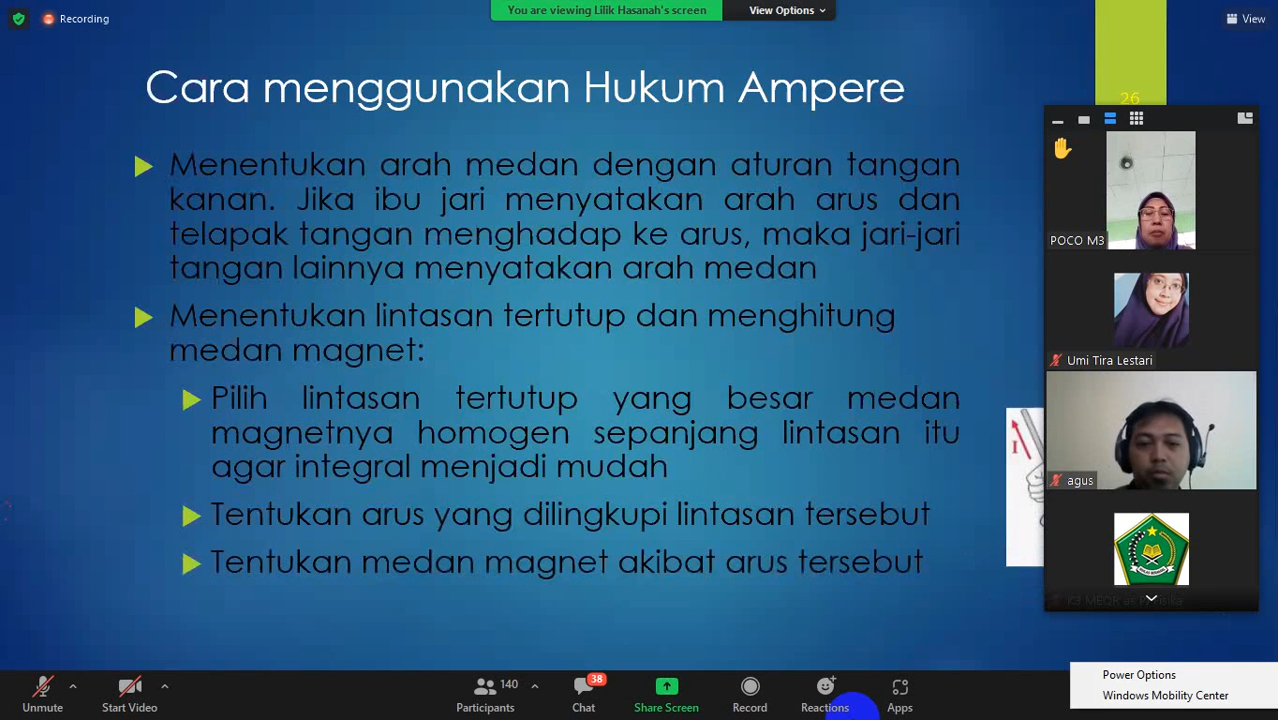 Recording
You are viewing Lilik Hasanah's screen
View Options
View
Cara menggunakan Hukum Ampere
26
Menentukan arah medan dengan aturan tangan
kanan. Jika ibu jari menyatakan arah arus dan
telapak tangan menghadap ke arus, maka jari-jari
tangan lainnya menyatakan arah medan
Menentukan lintasan tertutup dan menghitung
medan magnet:
Pilih lintasan tertutup yang besar medan
magnetnya homogen sepanjang lintasan itu
agar integral menjadi mudah
Tentukan arus yang dilingkupi lintasan tersebut
Tentukan medan magnet akibat arus tersebut
I
POCO M3
Umi Tira Lestari
agus
Power Options
Windows Mobility Center
Unmute
Start Video
140
Participants
38
Chat
Share Screen
Record
Reactions
Apps